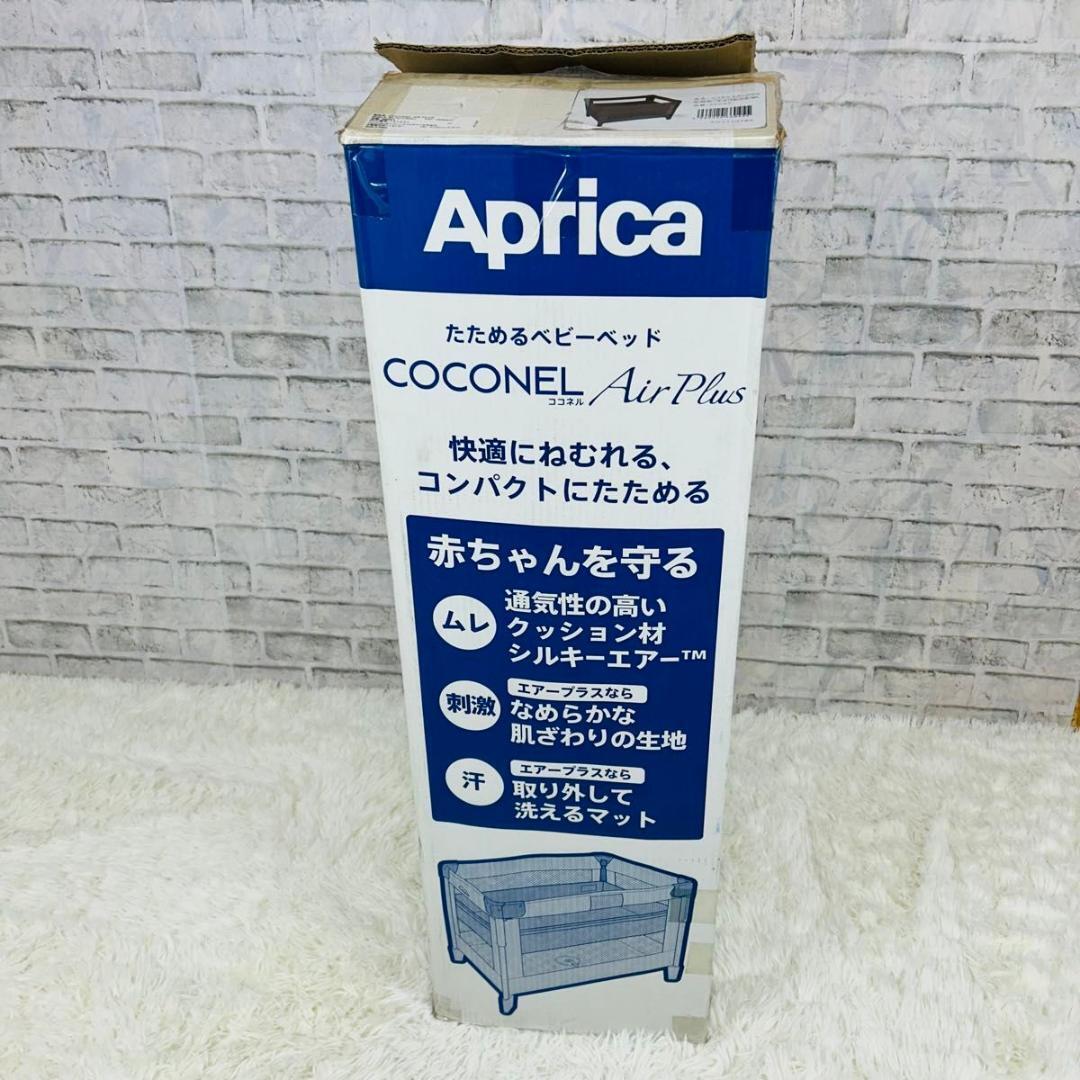 Aprica
たためるベビーベッド
COCONEL Air Plus
ココネル
快適にねむれる、
コンパクトにたためる
赤ちゃんを守る
ムレ
通気性の高い
クッション材
シルキーエアー™
刺激
エアープラスなら
なめらかな
肌ざわりの生地
汗
エアープラスなら
取り外して
洗えるマット